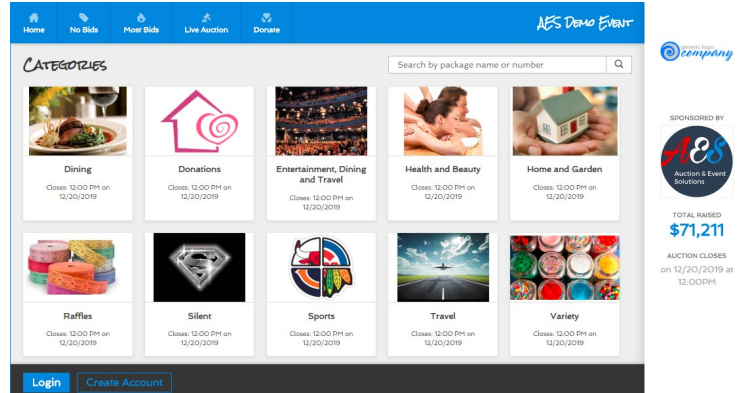 Home
No Bids
Most Bids
Live Auction
Donate
AES Demo Event
Categories
Search by package name or number
Dining
Closes: 12:00 PM on
12/20/2019
Donations
Closes: 12:00 PM on
12/20/2019
Entertainment, Dining
and Travel
Closes: 12:00 PM on
12/20/2019
Health and Beauty
Closes: 12:00 PM on
12/20/2019
Home and Garden
Closes: 12:00 PM on
12/20/2019
Raffles
Closes: 12:00 PM on
12/20/2019
Silent
Closes: 12:00 PM on
12/20/2019
Sports
Closes: 12:00 PM on
12/20/2019
Travel
Closes: 12:00 PM on
12/20/2019
Variety
Closes: 12:00 PM on
12/20/2019
Login
Create Account
generic logo
company
SPONSORED BY
AES
Auction & Event
Solutions
TOTAL RAISED
$71,211
AUCTION CLOSES
on 12/20/2019 at
12:00PM